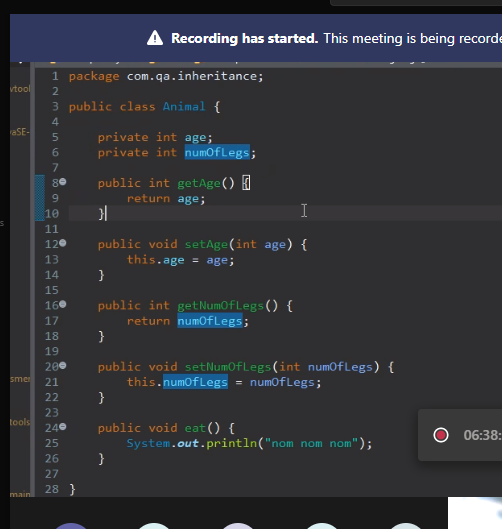 Recording has started. This meeting is being recorde
1 package com.qa.inheritance;
2
3 public class Animal {
4
5 private int age;
6 private int numOfLegs;
7
8 public int getAge() {
9 return age;
10 }
11
12 public void setAge(int age) {
13 this.age = age;
14 }
15
16 public int getNumOfLegs() {
17 return numOfLegs;
18 }
19
20 public void setNumOfLegs(int numOfLegs) {
21 this.numOfLegs = numOfLegs;
22 }
23
24 public void eat() {
25 System.out.println("nom nom nom");
26 }
27
28 }
06:38: